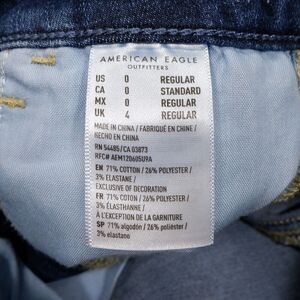 AMERICAN EAGLE
OUTFITTERS
US 0 REGULAR
CA 0 STANDARD
MX 0 REGULAR
UK 4 REGULAR
MADE IN CHINA / FABRIQUÉ EN CHINE /
HECHO EN CHINA
RN 54485/CA 03873
RFC# AEM120605U9A
EN 71% COTTON / 26% POLYESTER /
3% ELASTANE /
EXCLUSIVE OF DECORATION
FR 71% COTON / 26% POLYESTER /
3% ÉLASTHANNE /
À L'EXCEPTION DE LA GARNITURE
SP 71% algodón / 26% poliéster /
3% elastano